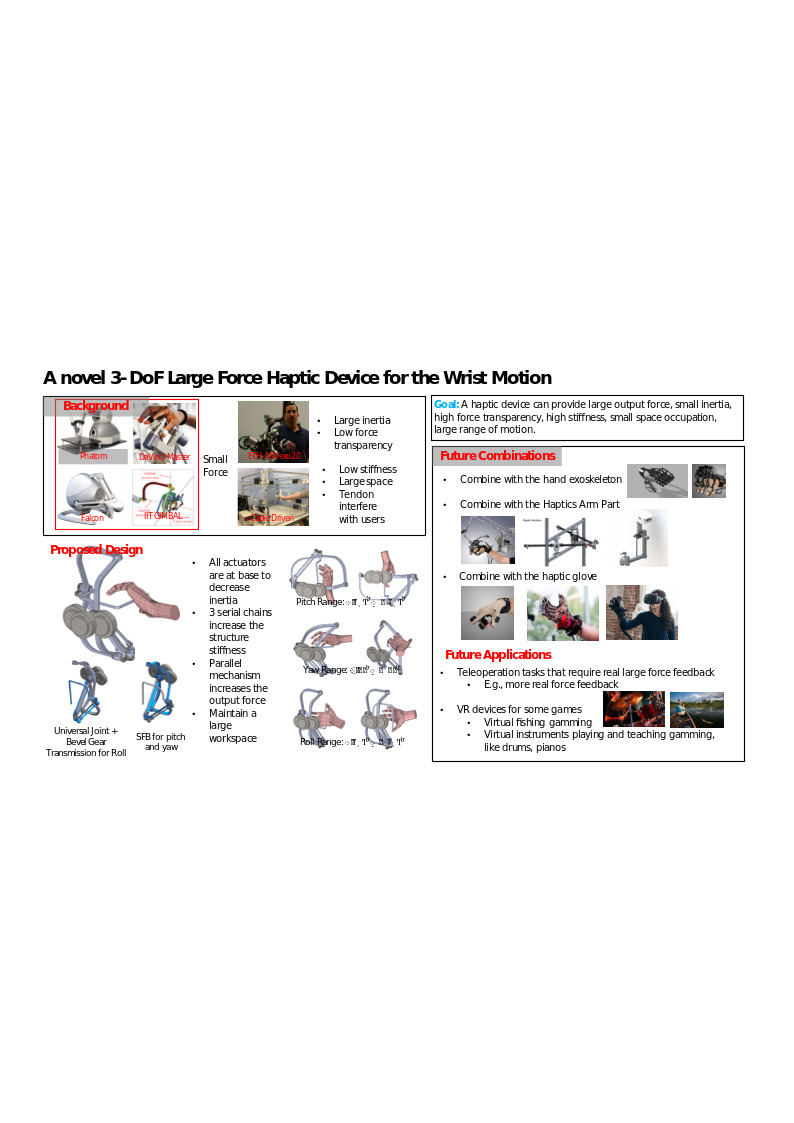 A novel 3-DoF Large Force Haptic Device for the Wrist Motion
Background
Phatom
DaVinci Master
Falcon
IIT GIMBAL
Small
Force
• Large inertia
• Low force
transparency
• Low stiffness
• Large space
• Tendon
interfere
with users
Driven
Proposed Design
Universal Joint +
Bevel Gear
Transmission for Roll
SFB for pitch
and yaw
• All actuators
are at base to
decrease
inertia
• 3 serial chains
increase the
structure
stiffness
• Parallel
mechanism
increases the
output force
• Maintain a
large
workspace
Pitch Range:
Yaw Range:
Roll Range:
Goal: A haptic device can provide large output force, small inertia,
high force transparency, high stiffness, small space occupation,
large range of motion.
Future Combinations
• Combine with the hand exoskeleton
• Combine with the Haptics Arm Part
• Combine with the haptic glove
Future Applications
• Teleoperation tasks that require real large force feedback
• E.g., more real force feedback
• VR devices for some games
• Virtual fishing gamming
• Virtual instruments playing and teaching gamming,
like drums, pianos